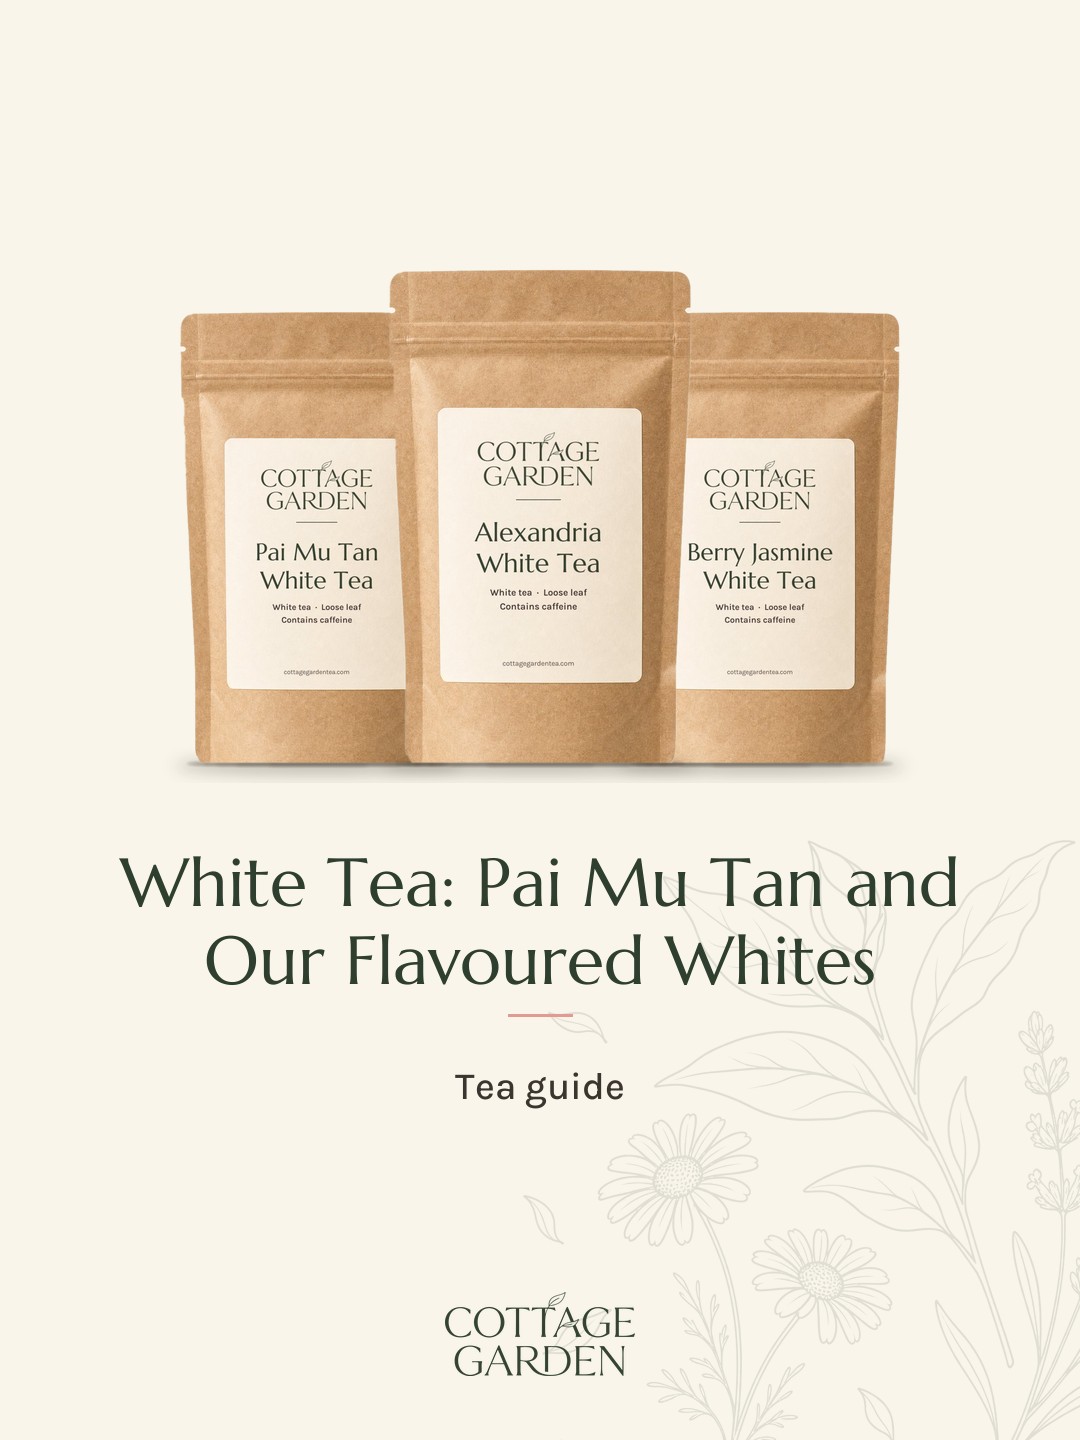 COTTAGE
GARDEN
Pai Mu Tan
White Tea
White tea · Loose leaf
Contains caffeine
cottagegardentea.com
COTTAGE
GARDEN
Alexandria
White Tea
White tea · Loose leaf
Contains caffeine
cottagegardentea.com
COTTAGE
GARDEN
Berry Jasmine
White Tea
White tea · Loose leaf
Contains caffeine
cottagegardentea.com
White Tea: Pai Mu Tan and
Our Flavoured Whites
Tea guide
COTTAGE
GARDEN